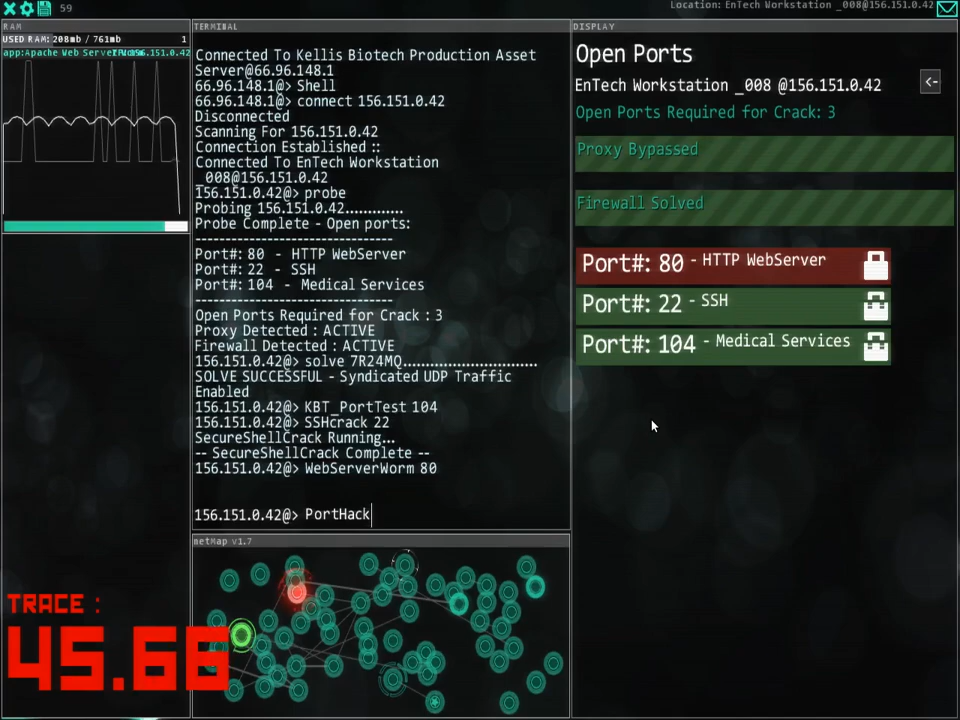 59
Location: EnTech Workstation _008@156.151.0.42
RAM
USED RAM: 208mb / 761mb 1
app:Apache Web Server
156.151.0.42
TERMINAL
Connected To Kellis Biotech Production Asset
Server@66.96.148.1
66.96.148.1@> Shell
66.96.148.1@> connect 156.151.0.42
Disconnected
Scanning For 156.151.0.42
Connection Established ::
Connected To EnTech Workstation
_008@156.151.0.42
156.151.0.42@> probe
Probing 156.151.0.42.............
Probe Complete - Open ports:
---------------------------------
Port#: 80 - HTTP WebServer
Port#: 22 - SSH
Port#: 104 - Medical Services
---------------------------------
Open Ports Required for Crack : 3
Proxy Detected : ACTIVE
Firewall Detected : ACTIVE
156.151.0.42@> solve 7R24MQ..............................
SOLVE SUCCESSFUL - Syndicated UDP Traffic
Enabled
156.151.0.42@> KBT_PortTest 104
156.151.0.42@> SSHcrack 22
SecureShellCrack Running...
-- SecureShellCrack Complete --
156.151.0.42@> WebServerWorm 80
156.151.0.42@> PortHack
netMap v1.7
TRACE :
45.66
DISPLAY
Open Ports
EnTech Workstation _008 @156.151.0.42
<-
Open Ports Required for Crack: 3
Proxy Bypassed
Firewall Solved
Port#: 80 - HTTP WebServer
Port#: 22 - SSH
Port#: 104 - Medical Services